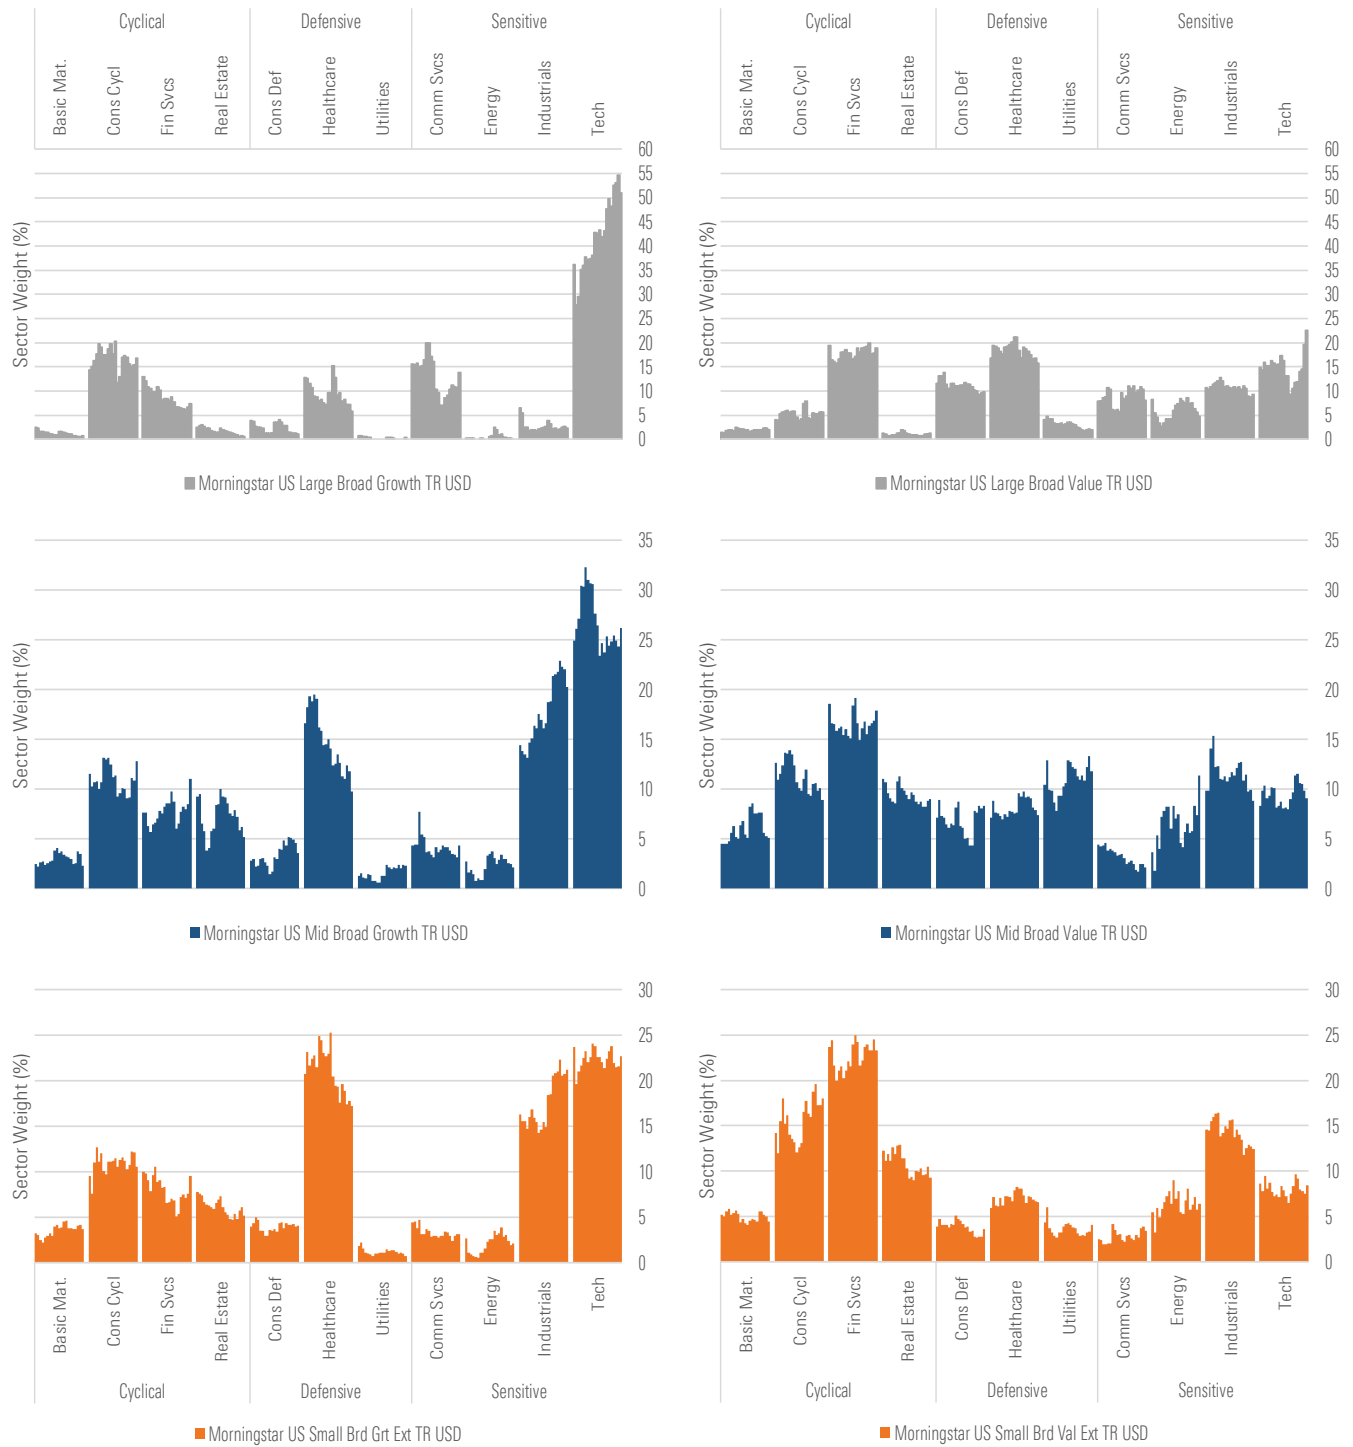 Cyclical Defensive Sensitive
Basic Mat. Cons Cycl Fin Svcs Real Estate Cons Def Healthcare Utilities Comm Svcs Energy Industrials Tech
Sector Weight (%)
60
55
50
45
40
35
30
25
20
15
10
5
0
Morningstar US Large Broad Growth TR USD
Cyclical Defensive Sensitive
Basic Mat. Cons Cycl Fin Svcs Real Estate Cons Def Healthcare Utilities Comm Svcs Energy Industrials Tech
Sector Weight (%)
60
55
50
45
40
35
30
25
20
15
10
5
0
Morningstar US Large Broad Value TR USD
Sector Weight (%)
35
30
25
20
15
10
5
0
Morningstar US Mid Broad Growth TR USD
Sector Weight (%)
35
30
25
20
15
10
5
0
Morningstar US Mid Broad Value TR USD
Sector Weight (%)
30
25
20
15
10
5
0
Basic Mat. Cons Cycl Fin Svcs Real Estate Cons Def Healthcare Utilities Comm Svcs Energy Industrials Tech
Cyclical Defensive Sensitive
Morningstar US Small Brd Grt Ext TR USD
Sector Weight (%)
30
25
20
15
10
5
0
Basic Mat. Cons Cycl Fin Svcs Real Estate Cons Def Healthcare Utilities Comm Svcs Energy Industrials Tech
Cyclical Defensive Sensitive
Morningstar US Small Brd Val Ext TR USD